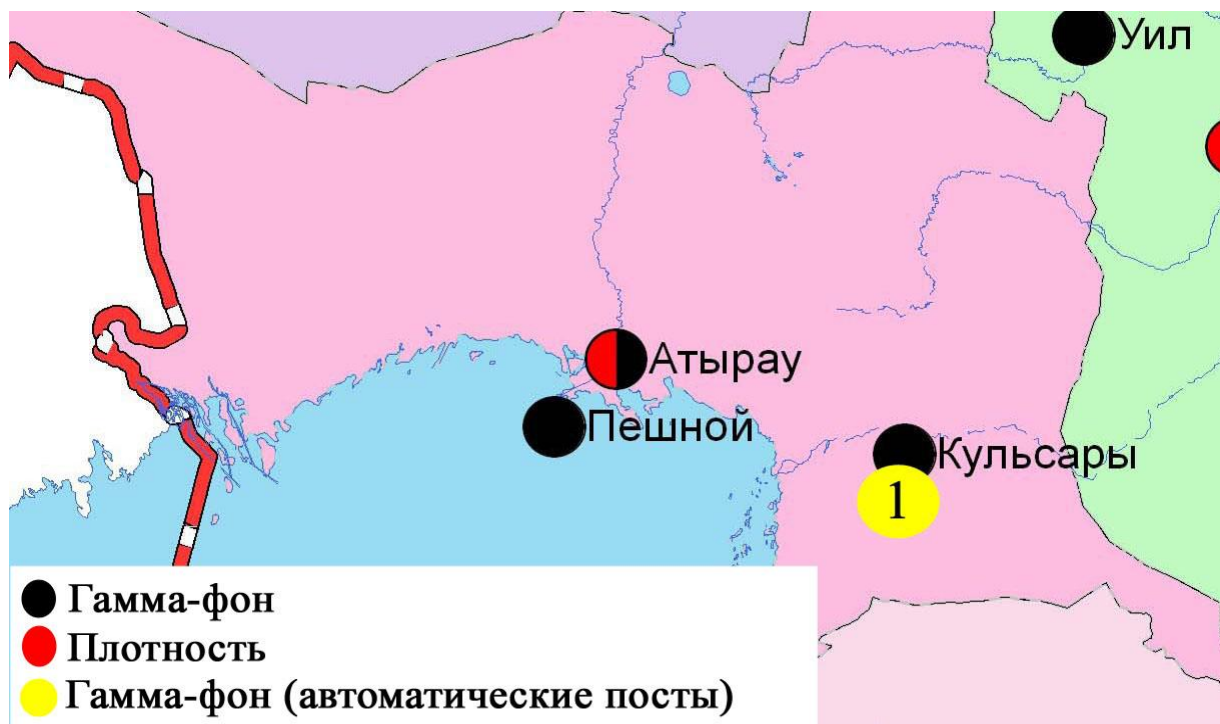 Уил
Атырау
Пешной
Кульсары
1
Гамма-фон
Плотность
Гамма-фон (автоматические посты)